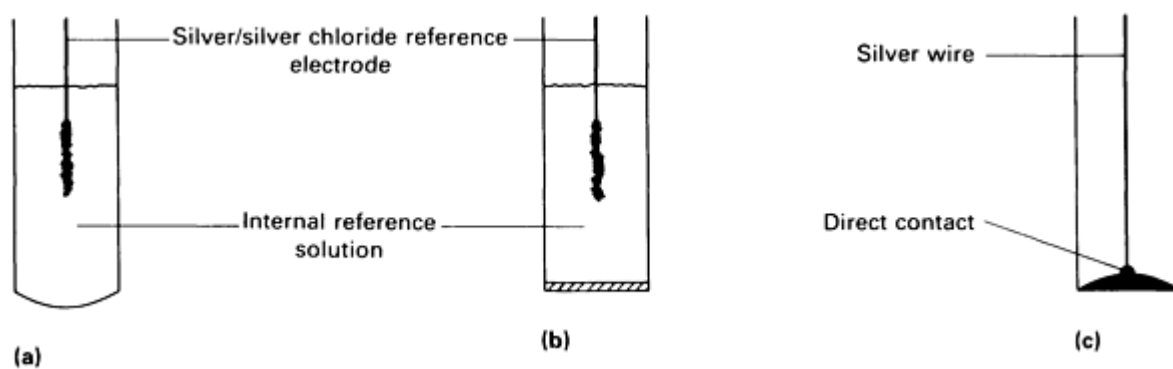 Silver/silver chloride reference
electrode
Silver wire
Internal reference
solution
Direct contact
(a)
(b)
(c)